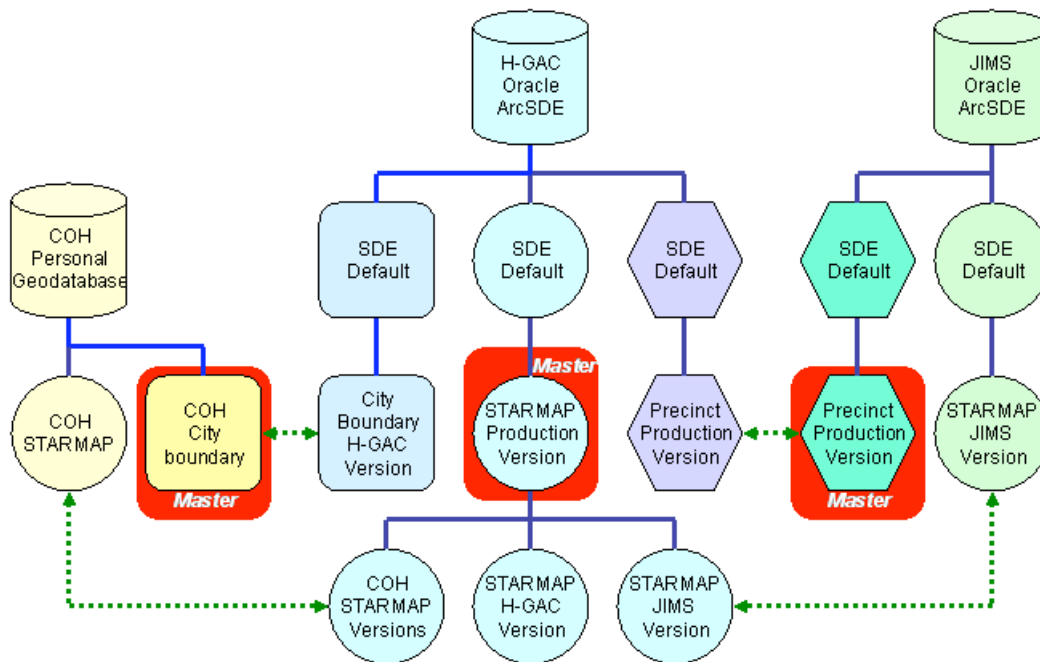 H-GAC
Oracle
ArcSDE
JIMS
Oracle
ArcSDE
COH
Personal
Geodatabase
SDE
Default
SDE
Default
SDE
Default
SDE
Default
SDE
Default
COH
STARMAP
COH
City
boundary
Master
City
Boundary
H-GAC
Version
Master
STARMAP
Production
Version
Precinct
Production
Version
Precinct
Production
Version
Master
STARMAP
JIMS
Version
COH
STARMAP
Versions
STARMAP
H-GAC
Version
STARMAP
JIMS
Version